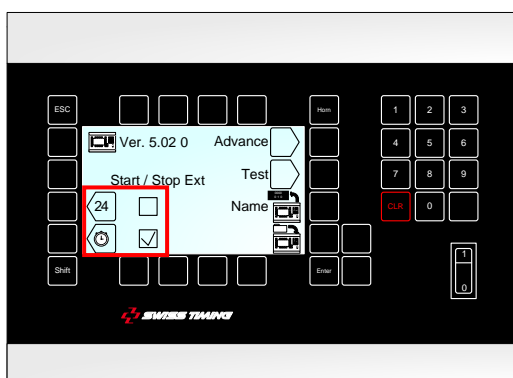 ESC
Horn
1 2 3
Ver. 5.02 0 Advance
4 5 6
Start / Stop Ext Test
7 8 9
24 Name
CLR 0
Shift
Enter
1
0
SWISS TIMING